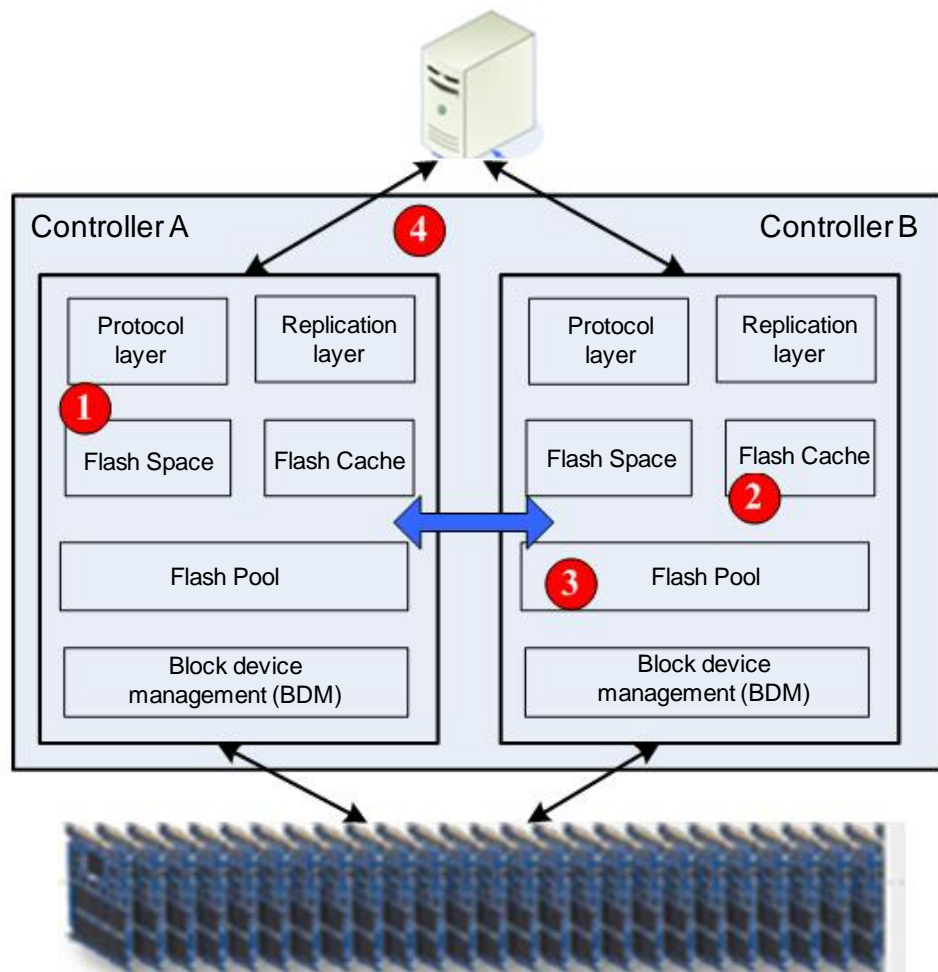 Controller A
Controller B
4
Protocol
layer
Replication
layer
1
Flash Space
Flash Cache
Flash Pool
Block device
management (BDM)
Protocol
layer
Replication
layer
Flash Space
Flash Cache
2
3
Flash Pool
Block device
management (BDM)